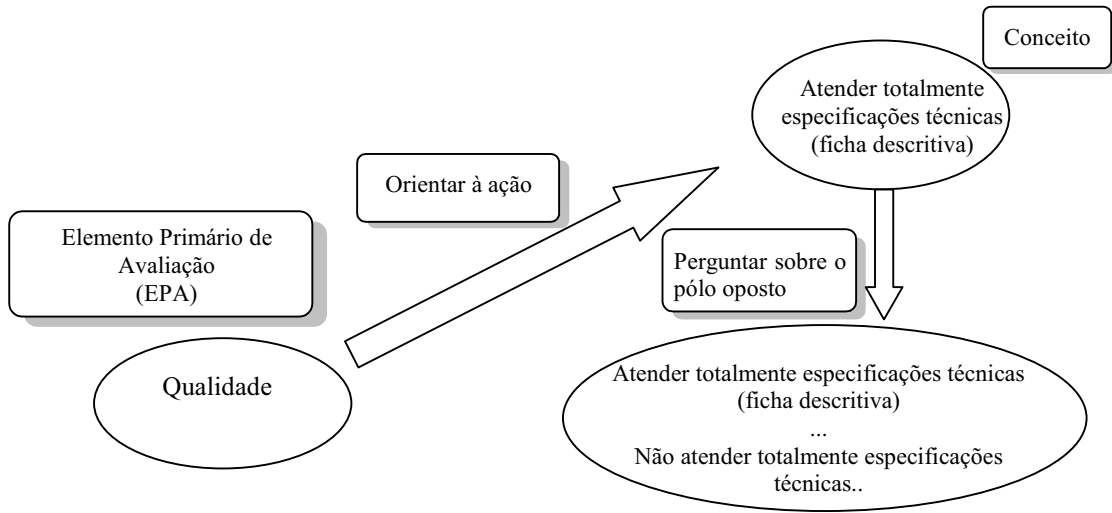 Conceito
Atender totalmente
especificações técnicas
(ficha descritiva)
Orientar à ação
Elemento Primário de
Avaliação
(EPA)
Perguntar sobre o
pólo oposto
Qualidade
Atender totalmente especificações técnicas
(ficha descritiva)
...
Não atender totalmente especificações
técnicas..